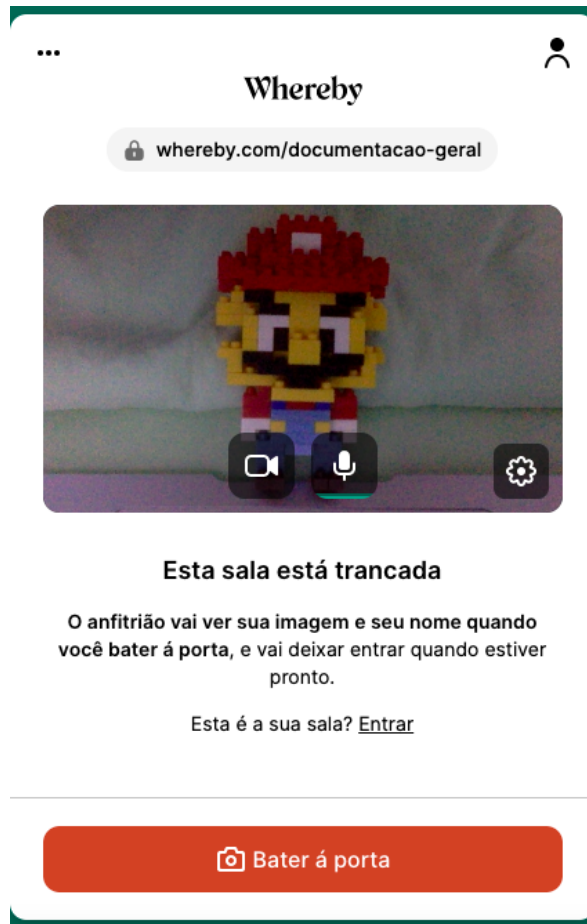 Whereby
whereby.com/documentacao-geral
Esta sala está trancada
O anfitrião vai ver sua imagem e seu nome quando
você bater á porta, e vai deixar entrar quando estiver
pronto.
Esta é a sua sala? Entrar
Bater á porta